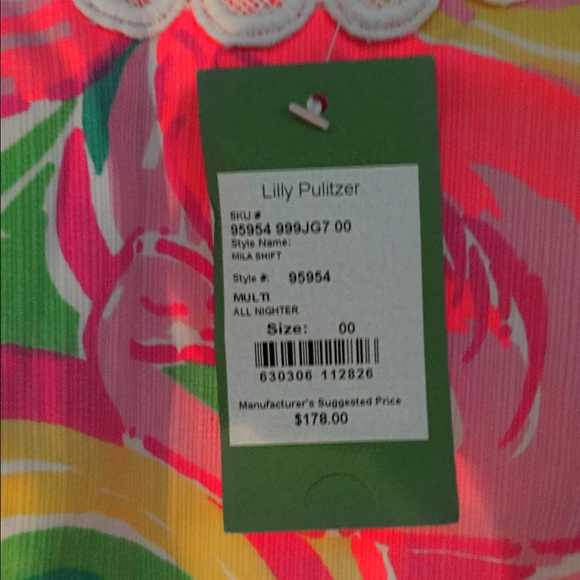 Lilly Pulitzer
SKU #
95954 999JG7 00
Style Name:
MILA SHIFT
Style #: 95954
MULTI
ALL NIGHTER
Size: 00
630306 112826
Manufacturer's Suggested Price
$178.00